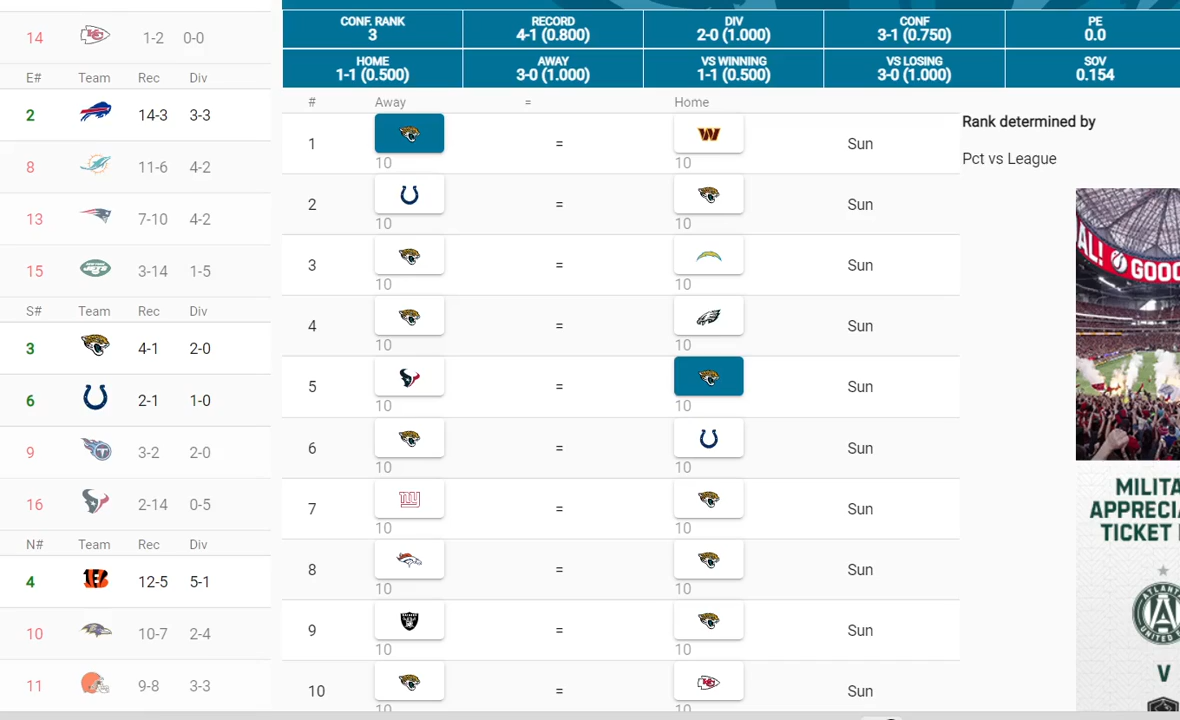 14 1-2 0-0
E# Team Rec Div
2 14-3 3-3
8 11-6 4-2
13 7-10 4-2
15 3-14 1-5
S# Team Rec Div
3 4-1 2-0
6 2-1 1-0
9 3-2 2-0
16 2-14 0-5
N# Team Rec Div
4 12-5 5-1
10 10-7 2-4
11 9-8 3-3
CONF. RANK RECORD DIV CONF PE
3 4-1 (0.800) 2-0 (1.000) 3-1 (0.750) 0.0
HOME AWAY VS WINNING VS LOSING SOV
1-1 (0.500) 3-0 (1.000) 1-1 (0.500) 3-0 (1.000) 0.154
# Away = Home
1 = Sun
10 10
2 = Sun
10 10
3 = Sun
10 10
4 = Sun
10 10
5 = Sun
10 10
6 = Sun
10 10
7 = Sun
10 10
8 = Sun
10 10
9 = Sun
10 10
10 = Sun
10 10
Rank determined by
Pct vs League
AL! GOOO
MILITA
APPRECIA
TICKET
V